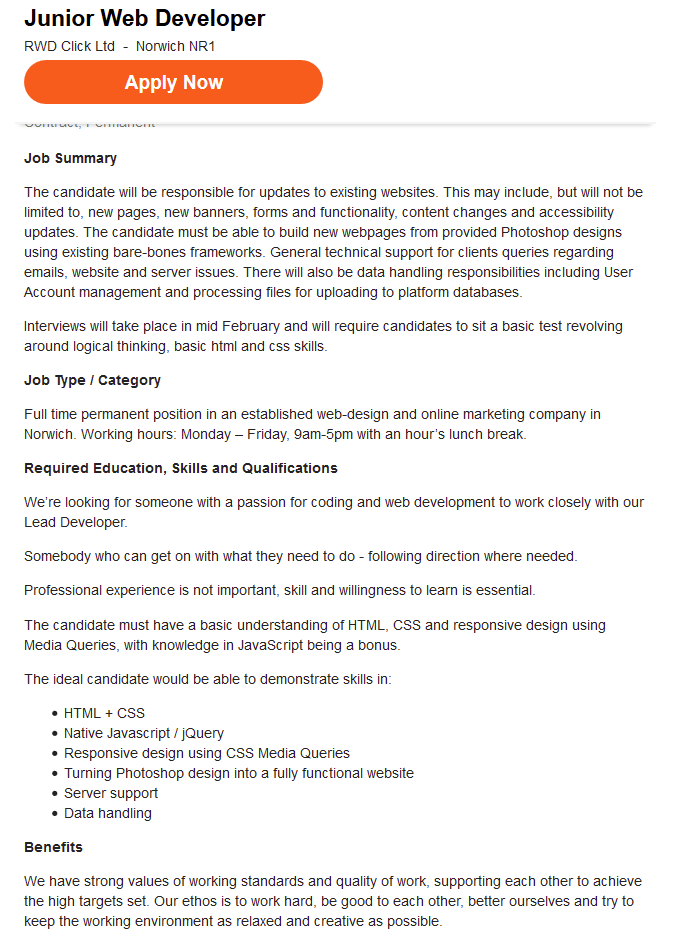 Junior Web Developer
RWD Click Ltd - Norwich NR1
Apply Now
Contract, Permanent
Job Summary
The candidate will be responsible for updates to existing websites. This may include, but will not be
limited to, new pages, new banners, forms and functionality, content changes and accessibility
updates. The candidate must be able to build new webpages from provided Photoshop designs
using existing bare-bones frameworks. General technical support for clients queries regarding
emails, website and server issues. There will also be data handling responsibilities including User
Account management and processing files for uploading to platform databases.
Interviews will take place in mid February and will require candidates to sit a basic test revolving
around logical thinking, basic html and css skills.
Job Type / Category
Full time permanent position in an established web-design and online marketing company in
Norwich. Working hours: Monday – Friday, 9am-5pm with an hour’s lunch break.
Required Education, Skills and Qualifications
We’re looking for someone with a passion for coding and web development to work closely with our
Lead Developer.
Somebody who can get on with what they need to do - following direction where needed.
Professional experience is not important, skill and willingness to learn is essential.
The candidate must have a basic understanding of HTML, CSS and responsive design using
Media Queries, with knowledge in JavaScript being a bonus.
The ideal candidate would be able to demonstrate skills in:
• HTML + CSS
• Native Javascript / jQuery
• Responsive design using CSS Media Queries
• Turning Photoshop design into a fully functional website
• Server support
• Data handling
Benefits
We have strong values of working standards and quality of work, supporting each other to achieve
the high targets set. Our ethos is to work hard, be good to each other, better ourselves and try to
keep the working environment as relaxed and creative as possible.